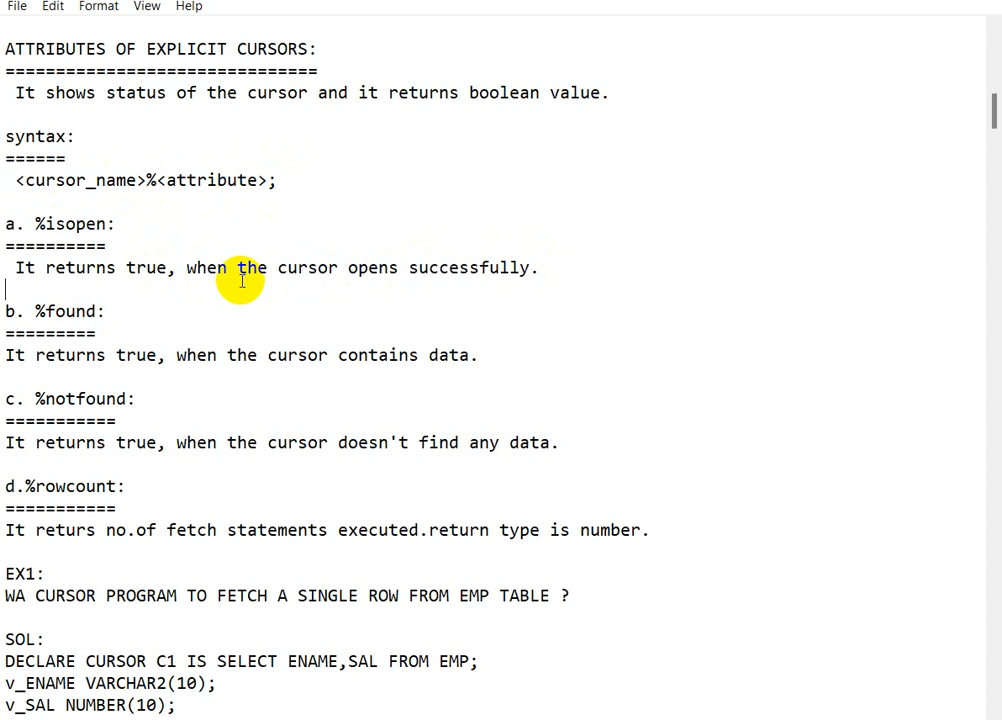 File Edit Format View Help
ATTRIBUTES OF EXPLICIT CURSORS:
===============================
It shows status of the cursor and it returns boolean value.
syntax:
======
<cursor_name>%<attribute>;
a. %isopen:
==========
It returns true, when the cursor opens successfully.
b. %found:
=========
It returns true, when the cursor contains data.
c. %notfound:
===========
It returns true, when the cursor doesn't find any data.
d.%rowcount:
===========
It returs no.of fetch statements executed.return type is number.
EX1:
WA CURSOR PROGRAM TO FETCH A SINGLE ROW FROM EMP TABLE ?
SOL:
DECLARE CURSOR C1 IS SELECT ENAME,SAL FROM EMP;
v_ENAME VARCHAR2(10);
v_SAL NUMBER(10);